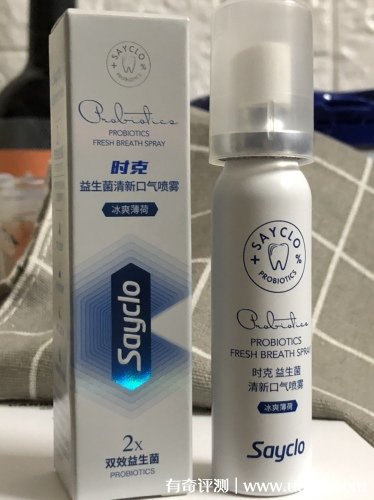 SAYCLO
PROBIOTICS
Probiotics
PROBIOTICS
FRESH BREATH SPRAY
时克
益生菌清新口气喷雾
冰爽薄荷
Sayclo
2X
双效益生菌
PROBIOTICS
SAYCLO
PROBIOTICS
Probiotics
PROBIOTICS
FRESH BREATH SPRAY
时克 益生菌
清新口气喷雾
冰爽薄荷
Sayclo
有奇评测